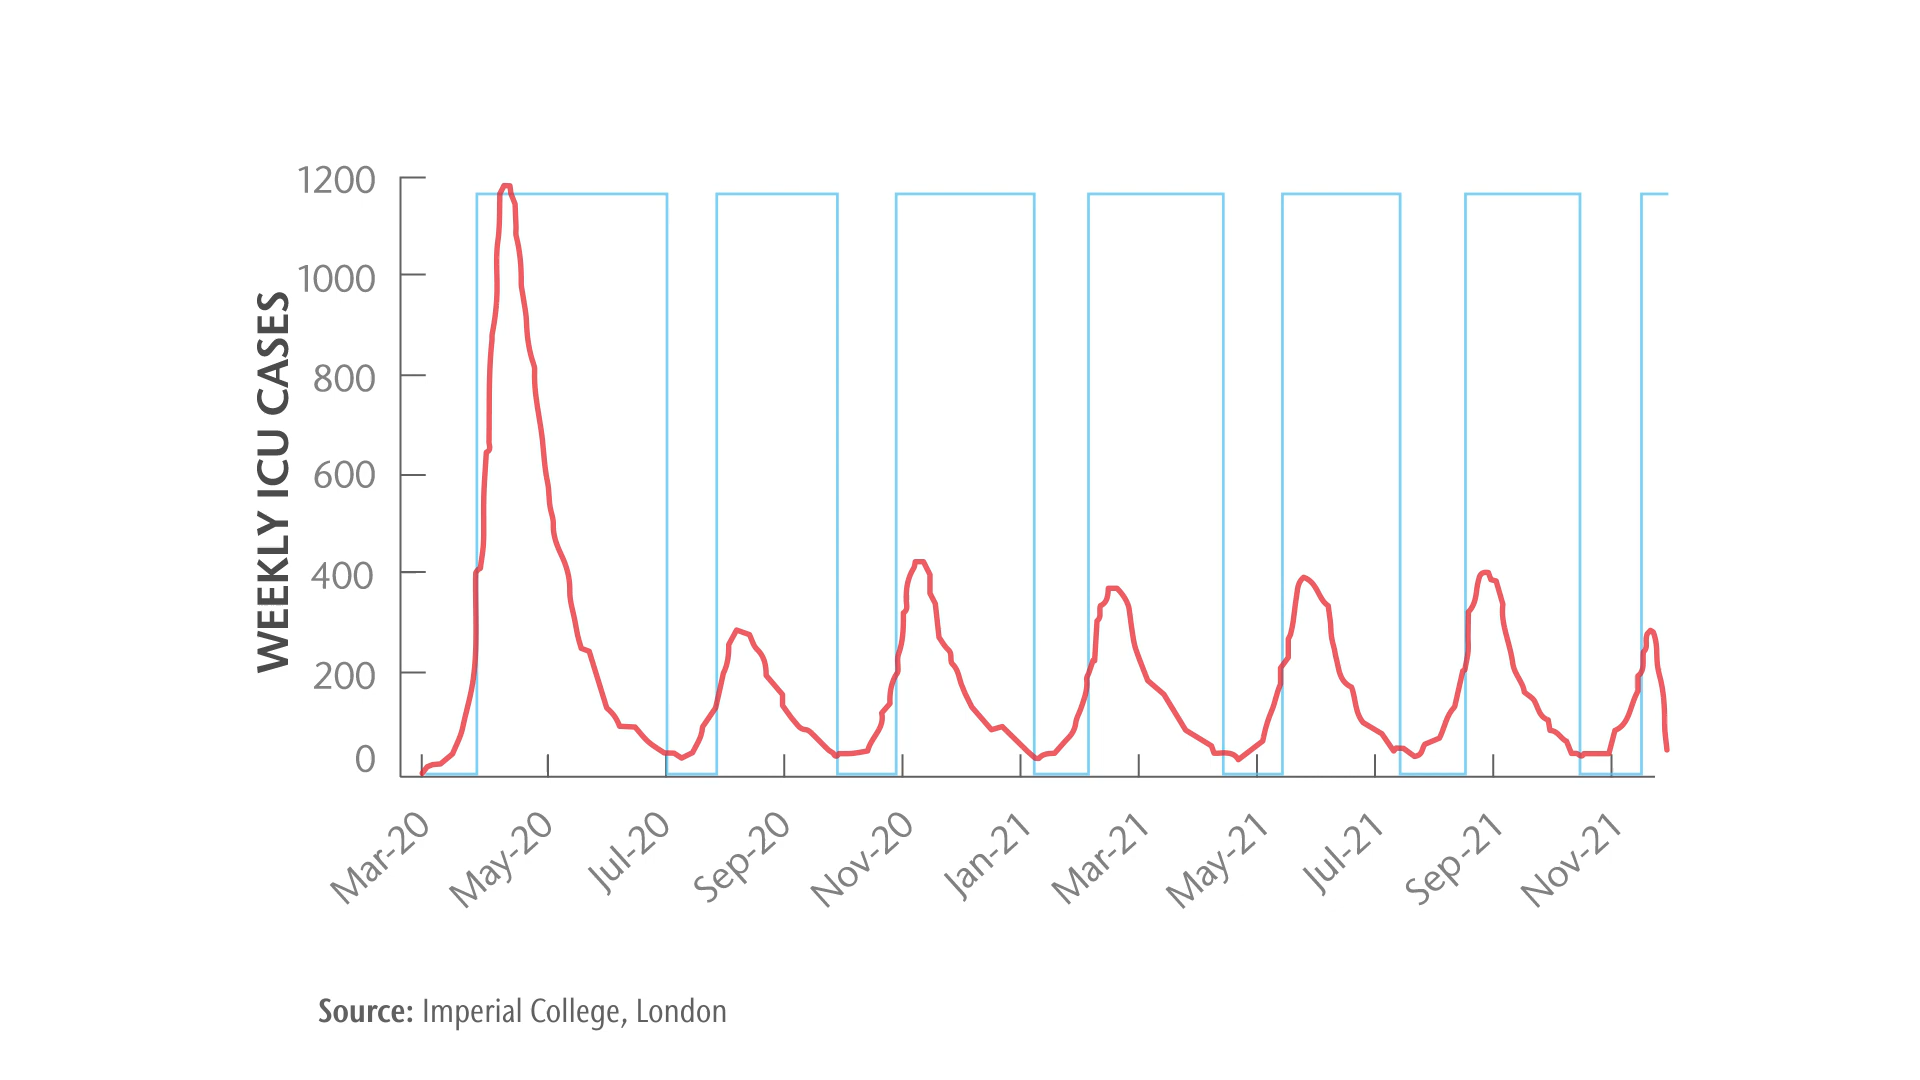 WEEKLY ICU CASES
1200
1000
800
600
400
200
0
Mar-20
May-20
Jul-20
Sep-20
Nov-20
Jan-21
Mar-21
May-21
Jul-21
Sep-21
Nov-21
Source: Imperial College, London